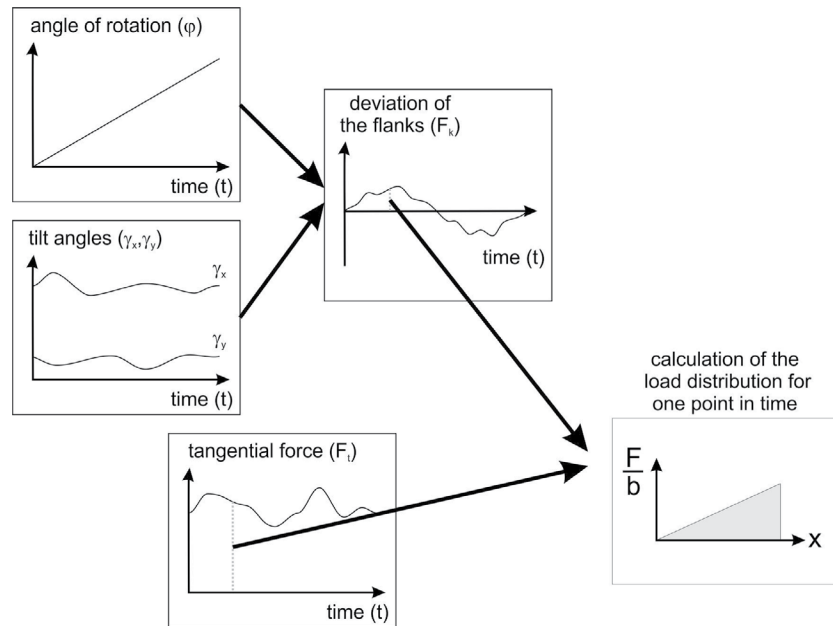 angle of rotation (φ)
time (t)
tilt angles (γx,γy)
γx
γy
time (t)
deviation of
the flanks (Fk)
time (t)
tangential force (Ft)
time (t)
calculation of the
load distribution for
one point in time
F
b
x